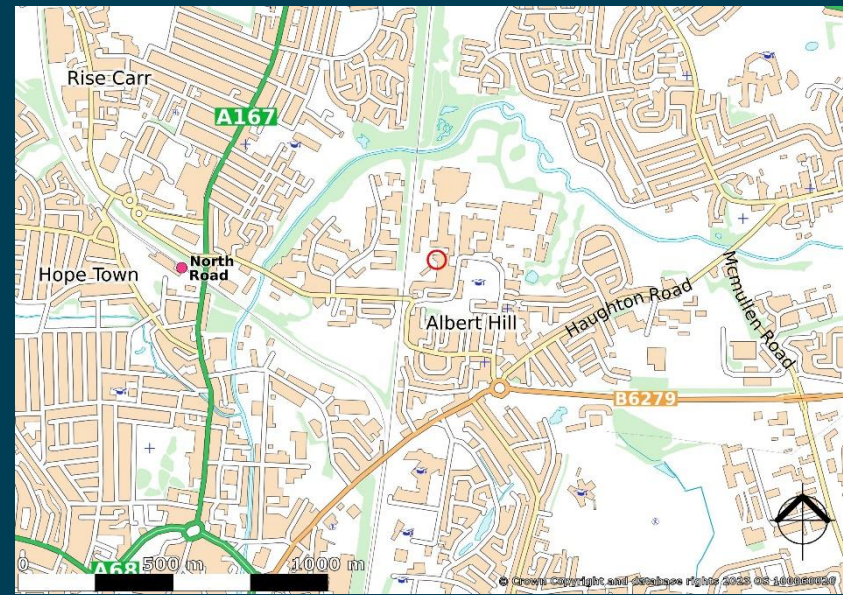 Rise Carr
A167
North
Road
Hope Town
Albert Hill
Haughton Road
Mcmullen Road
B6279
A68
0 500 m 1000 m
© Crown Copyright and database rights 2023 OS 100060020